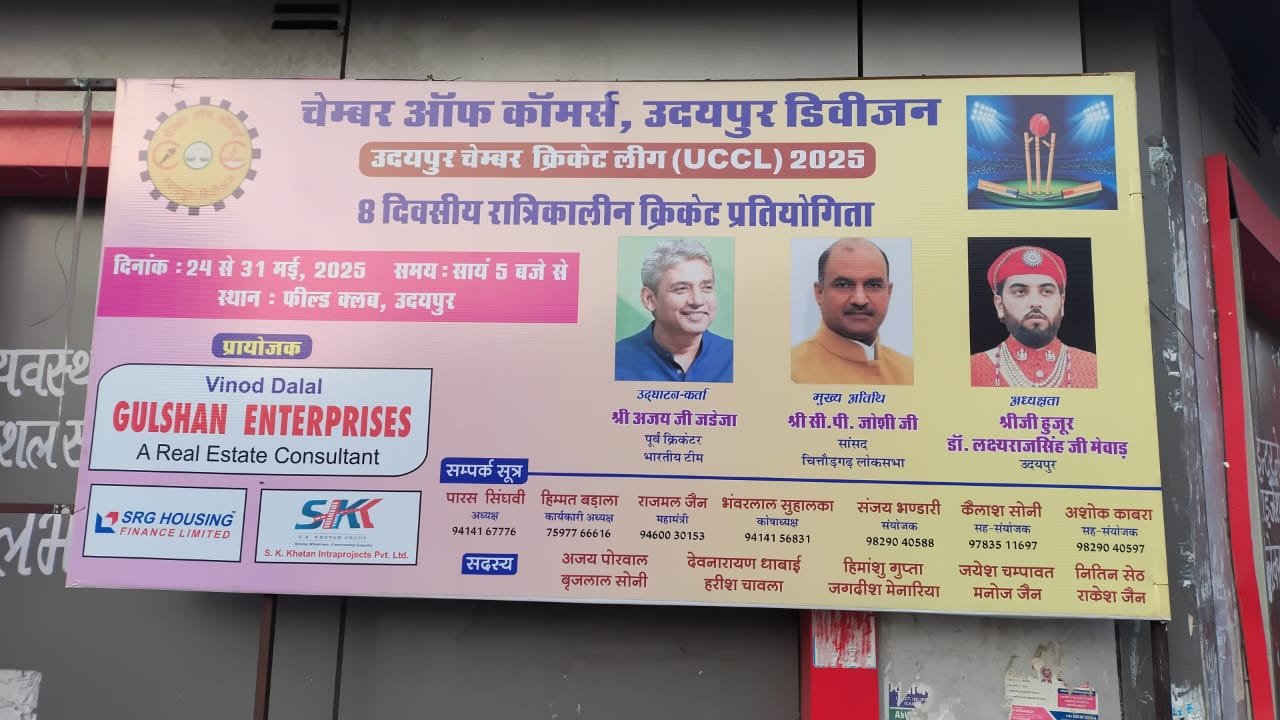 चेम्बर ऑफ कॉमर्स, उदयपुर डिवीजन
उदयपुर चेम्बर क्रिकेट लीग (UCCL) 2025
8 दिवसीय रात्रिकालीन क्रिकेट प्रतियोगिता
दिनांक : 24 से 31 मई, 2025 समय : सायं 5 बजे से
स्थान : फील्ड क्लब, उदयपुर
प्रायोजक
Vinod Dalal
GULSHAN ENTERPRISES
A Real Estate Consultant
SRG HOUSING
FINANCE LIMITED
SKK
S.K. KHETAN GROUP
S. K. Khetan Intraprojects Pvt. Ltd.
उद्घाटन-कर्ता
श्री अजय जी जडेजा
पूर्व क्रिकेटर
भारतीय टीम
मुख्य अतिथि
श्री सी.पी. जोशी जी
सांसद
चित्तौड़गढ़ लोकसभा
अध्यक्षता
श्रीजी हुजूर
डॉ. लक्ष्यराजसिंह जी मेवाड़
उदयपुर
सम्पर्क सूत्र
पारस सिंघवी
अध्यक्ष
94141 67776
हिम्मत बड़ाला
कार्यकारी अध्यक्ष
75977 66616
राजमल जैन
महामंत्री
94600 30153
भंवरलाल सुहालका
कोषाध्यक्ष
94141 56831
संजय भण्डारी
संयोजक
98290 40588
कैलाश सोनी
सह-संयोजक
97835 11697
अशोक काबरा
सह-संयोजक
98290 40597
सदस्य
अजय पोरवाल
बृजलाल सोनी
देवनारायण धाबाई
हरीश चावला
हिमांशु गुप्ता
जगदीश मेनारिया
जयेश चम्पावत
मनोज जैन
नितिन सेठ
राकेश जैन